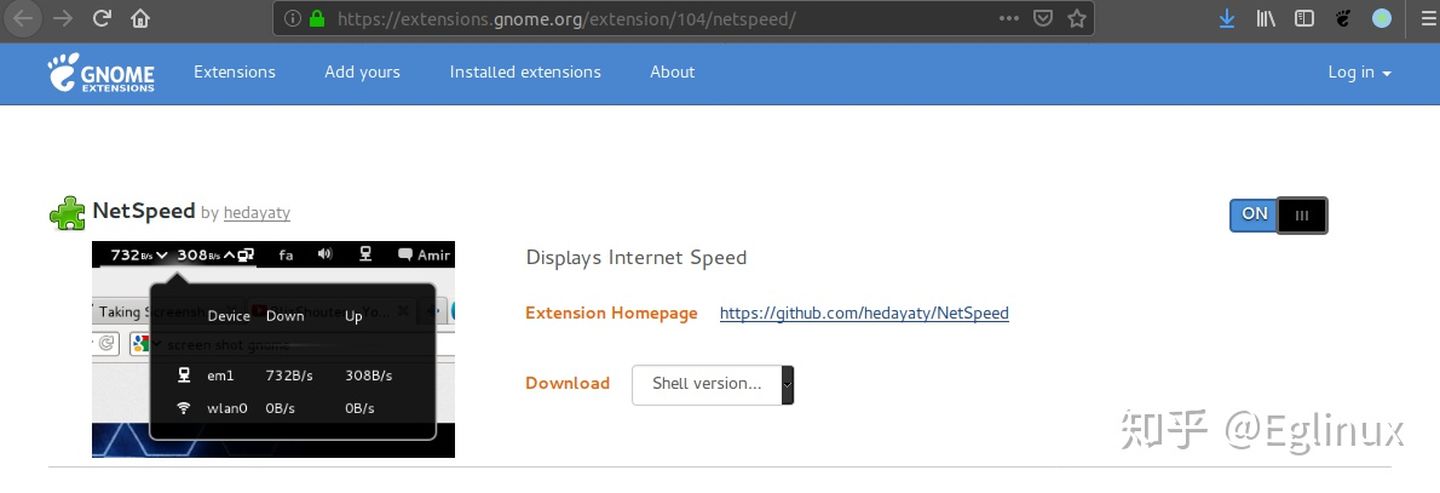 https://extensions.gnome.org/extension/104/netspeed/
GNOME EXTENSIONS
Extensions Add yours Installed extensions About Log in
NetSpeed by hedayaty
ON
732B/s 308B/s fa Amir
Displays Internet Speed
Taking Screensh
Device Down Up
Extension Homepage https://github.com/hedayaty/NetSpeed
screen shot gnome
em1 732B/s 308B/s
Download Shell version...
wlan0 0B/s 0B/s
知乎 @Eglinux